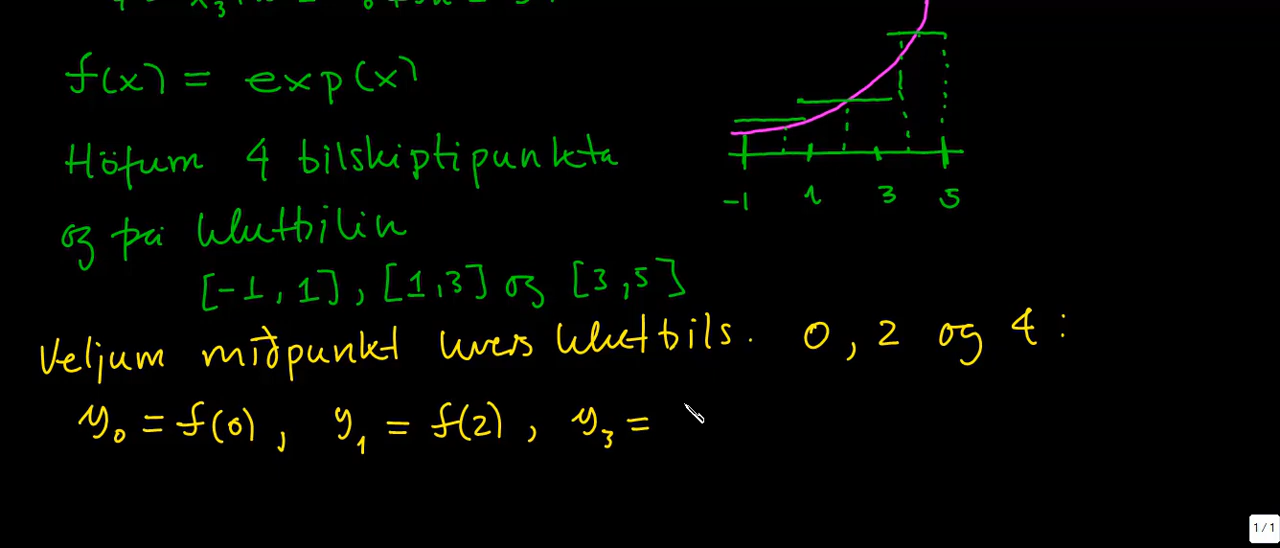 f(x) = exp(x)
Höfum 4 bilskiptipunkta
og þá hlutbilin
[-1, 1], [1,3] og [3,5]
-1 1 3 5
Veljum miðpunkt hvers hlutbils. 0, 2 og 4:
y₀ = f(0), y₁ = f(2), y₃ =
1/1